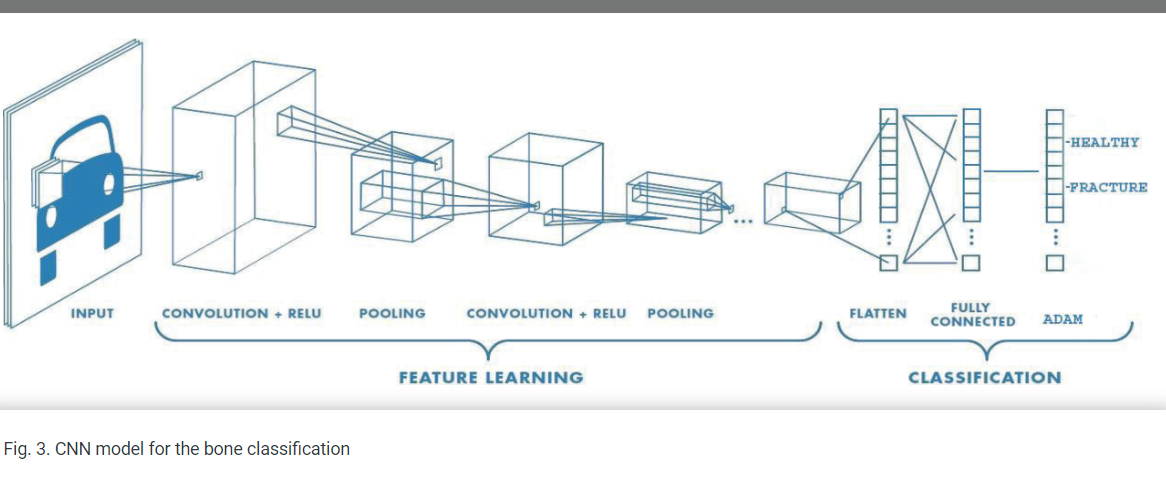 -HEALTHY
-FRACTURE
INPUT
CONVOLUTION + RELU
POOLING
CONVOLUTION + RELU
POOLING
FLATTEN
FULLY
CONNECTED
ADAM
FEATURE LEARNING
CLASSIFICATION
Fig. 3. CNN model for the bone classification